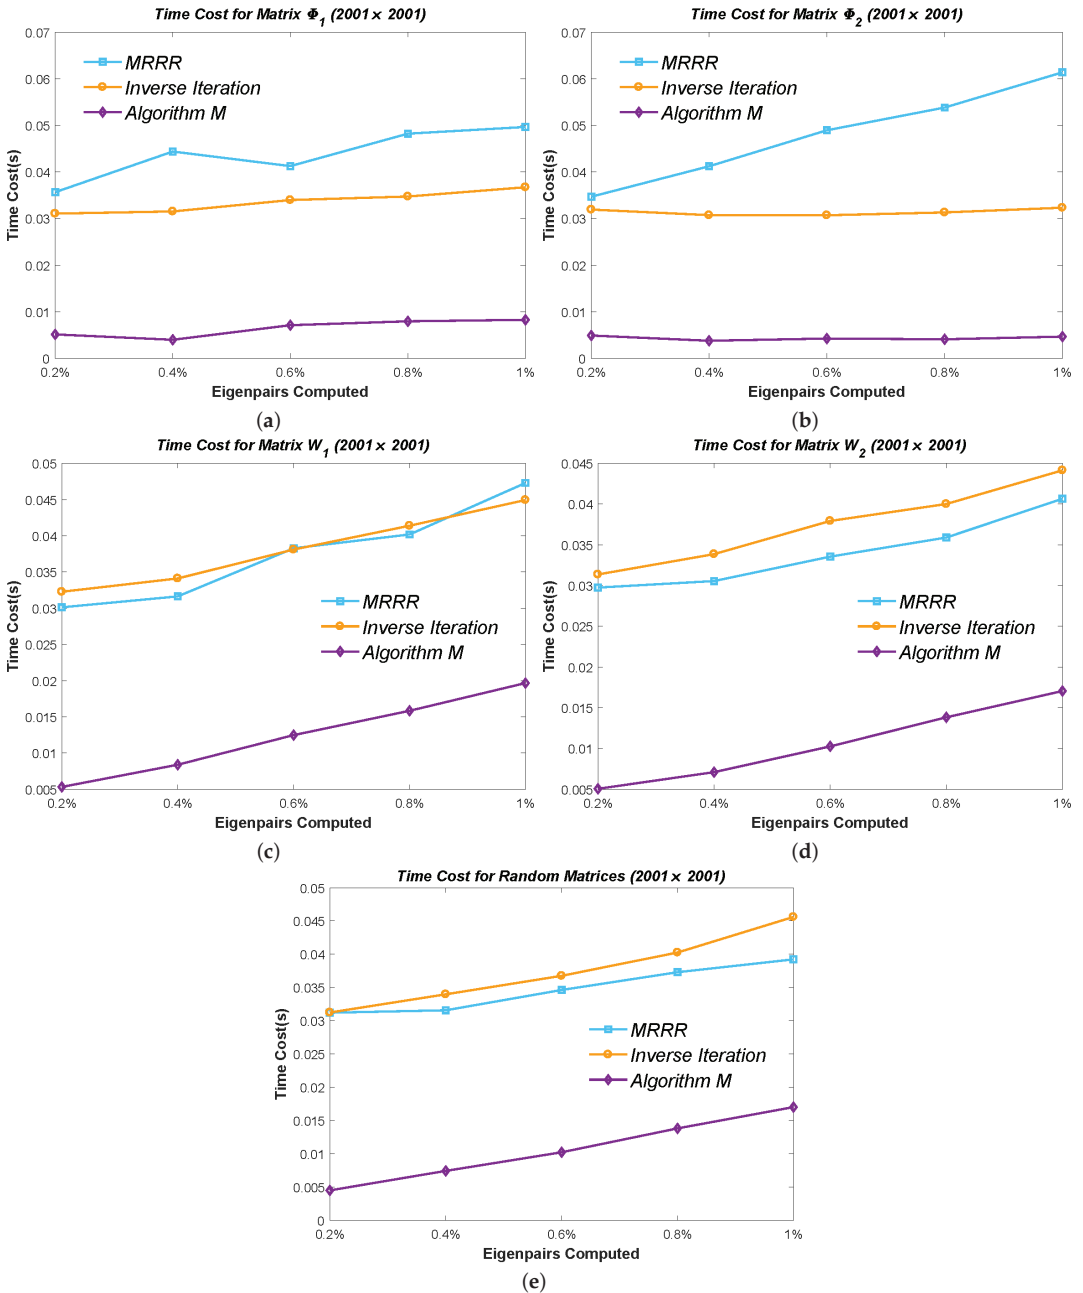 Time Cost for Matrix Φ1 (2001× 2001)
0.07
0.06
0.05
0.04
0.03
0.02
0.01
0
Time Cost(s)
MRRR
Inverse Iteration
Algorithm M
0.2% 0.4% 0.6% 0.8% 1%
Eigenpairs Computed
(a)
Time Cost for Matrix Φ2 (2001× 2001)
0.07
0.06
0.05
0.04
0.03
0.02
0.01
0
Time Cost(s)
MRRR
Inverse Iteration
Algorithm M
0.2% 0.4% 0.6% 0.8% 1%
Eigenpairs Computed
(b)
Time Cost for Matrix W1 (2001× 2001)
0.05
0.045
0.04
0.035
0.03
0.025
0.02
0.015
0.01
0.005
Time Cost(s)
MRRR
Inverse Iteration
Algorithm M
0.2% 0.4% 0.6% 0.8% 1%
Eigenpairs Computed
(c)
Time Cost for Matrix W2 (2001× 2001)
0.045
0.04
0.035
0.03
0.025
0.02
0.015
0.01
0.005
Time Cost(s)
MRRR
Inverse Iteration
Algorithm M
0.2% 0.4% 0.6% 0.8% 1%
Eigenpairs Computed
(d)
Time Cost for Random Matrices (2001× 2001)
0.05
0.045
0.04
0.035
0.03
0.025
0.02
0.015
0.01
0.005
0
Time Cost(s)
MRRR
Inverse Iteration
Algorithm M
0.2% 0.4% 0.6% 0.8% 1%
Eigenpairs Computed
(e)